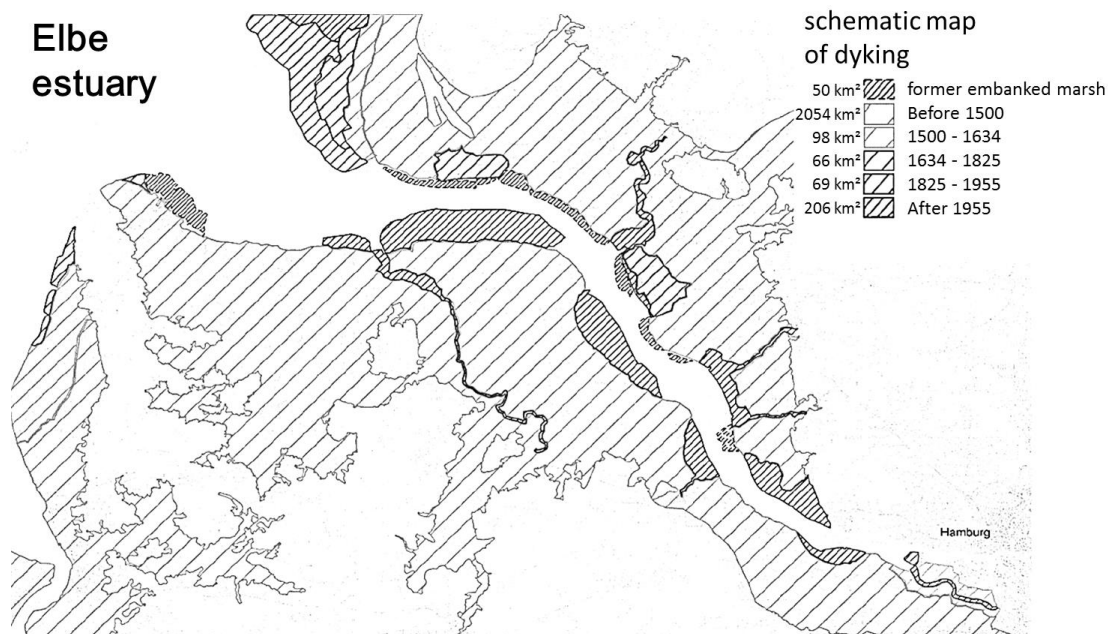 Elbe
estuary
schematic map
of dyking
50 km² former embanked marsh
2054 km² Before 1500
98 km² 1500 - 1634
66 km² 1634 - 1825
69 km² 1825 - 1955
206 km² After 1955
Hamburg